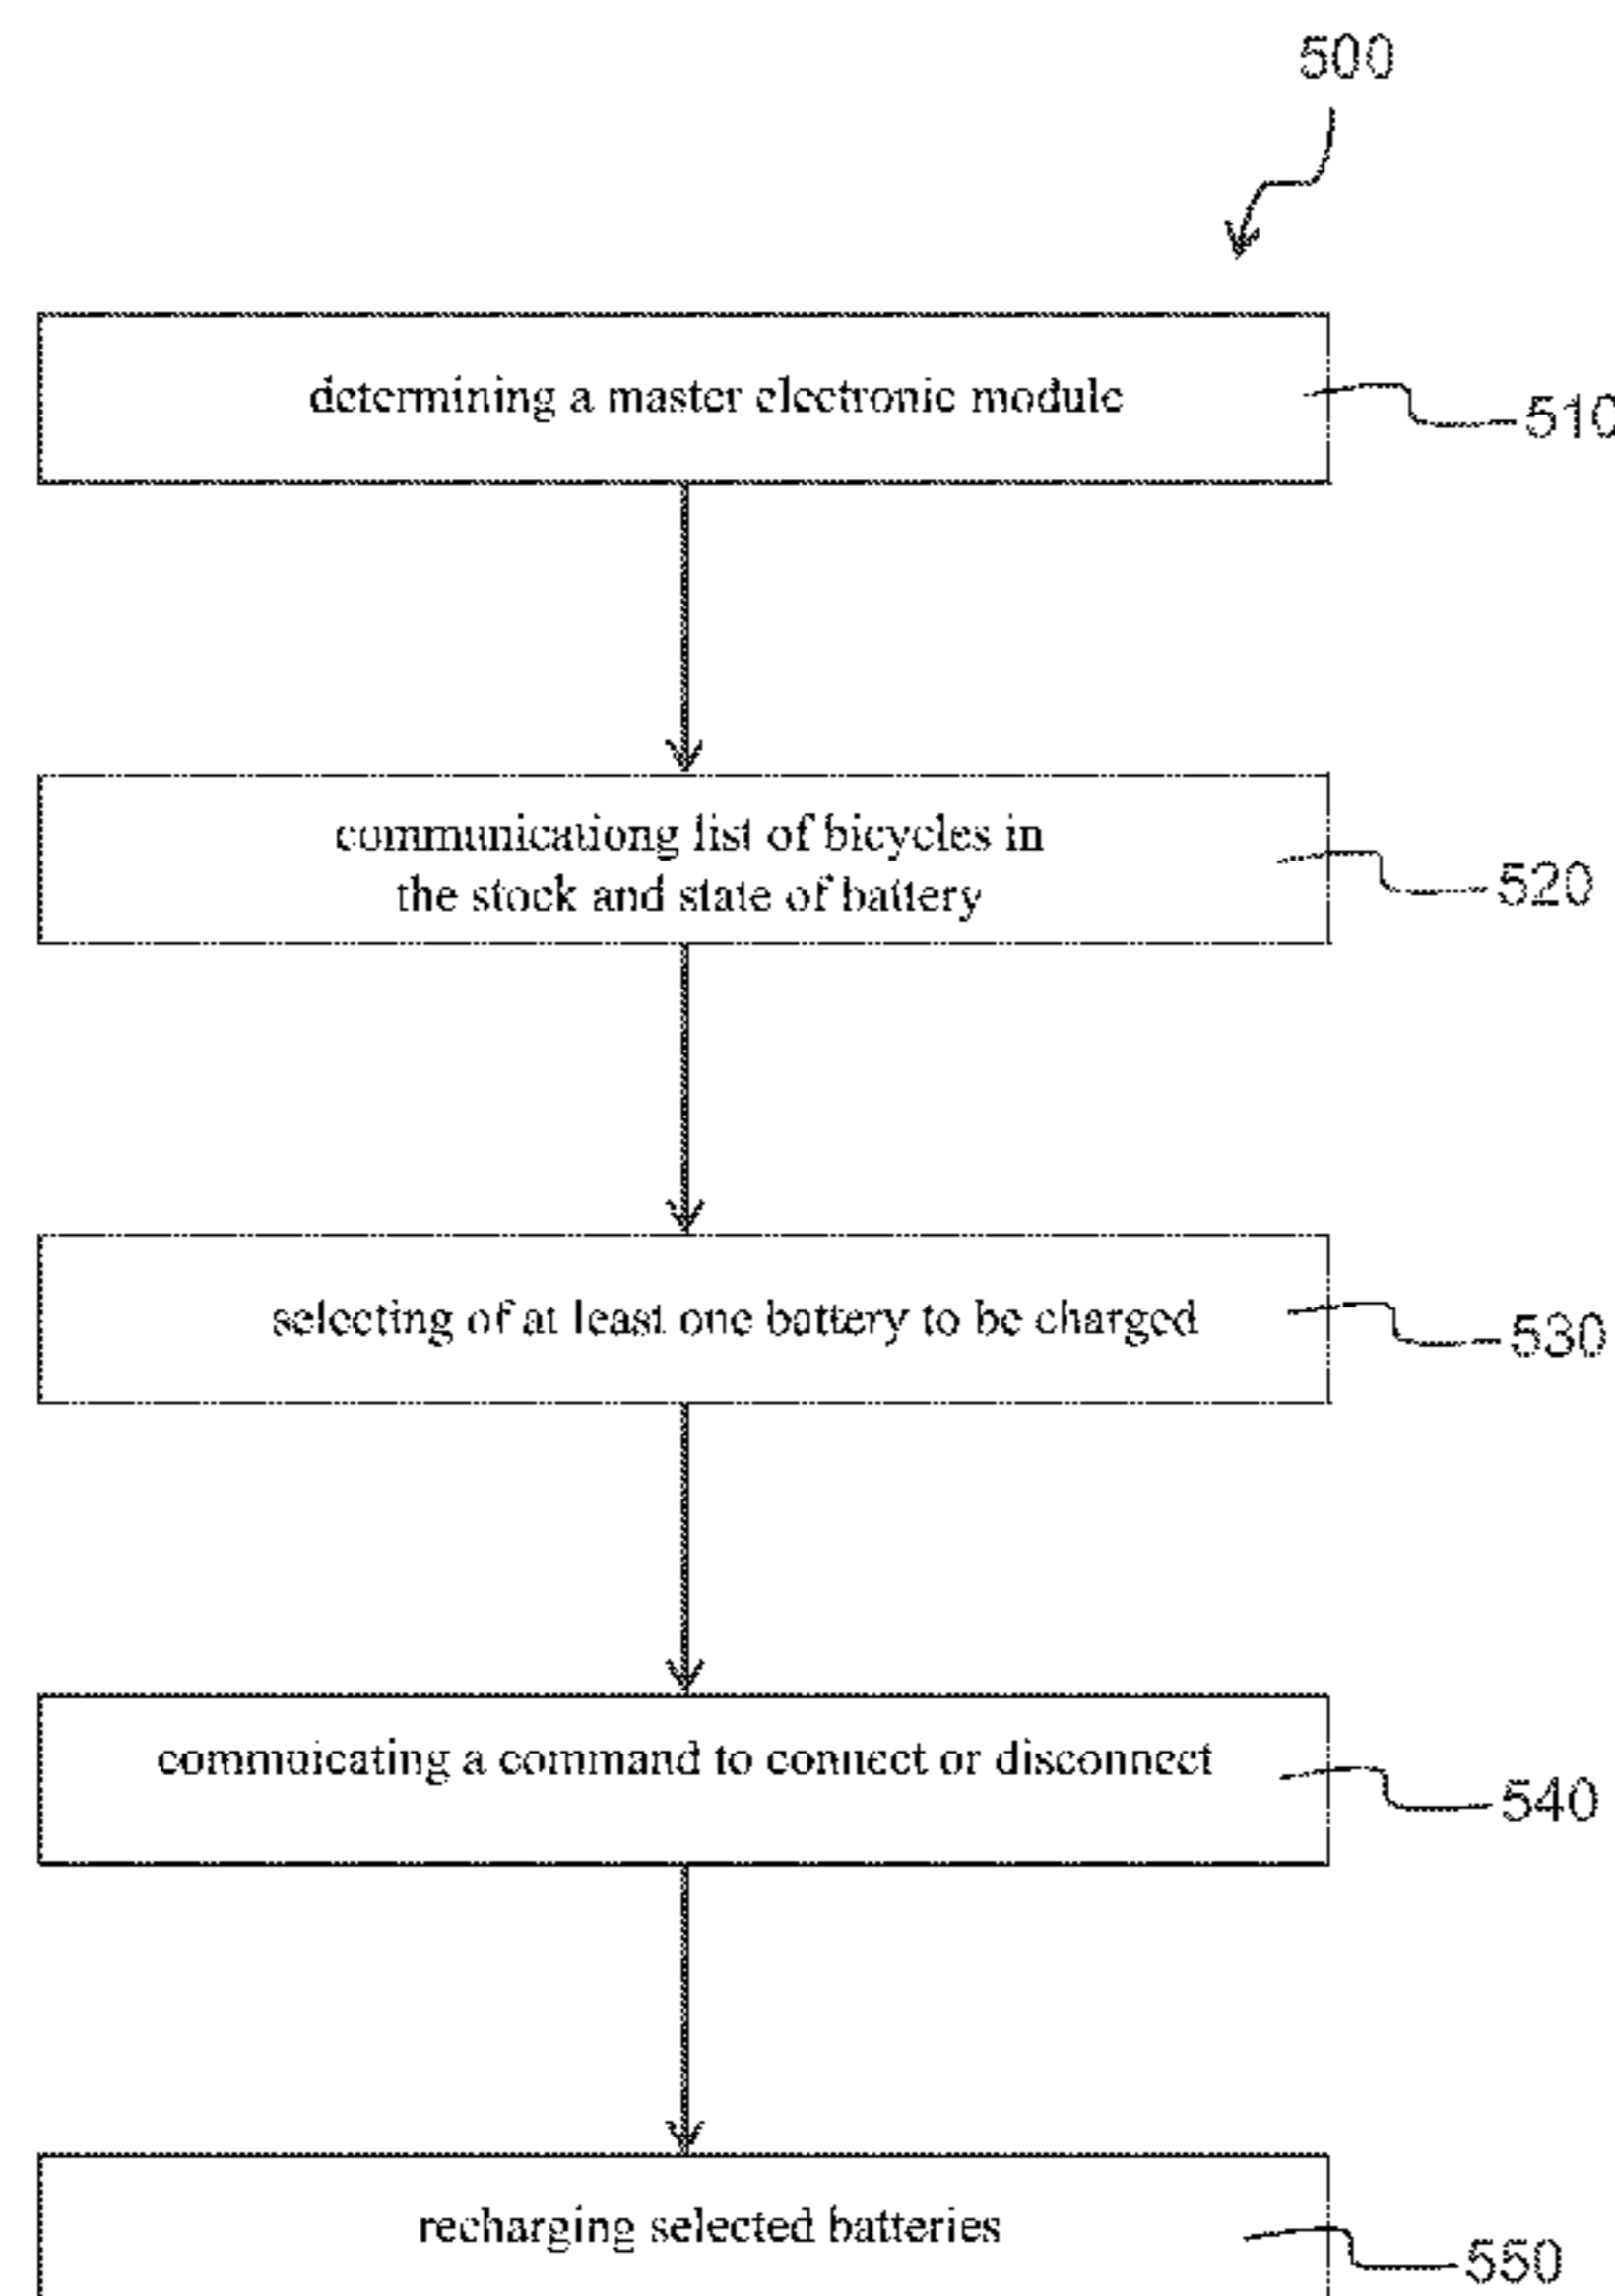 500
determining a master electronic module
510
communicationg list of bicycles in
the stock and state of battery
520
selecting of at least one battery to be charged
530
commuicating a command to connect or disconnect
540
recharging selected batteries
550